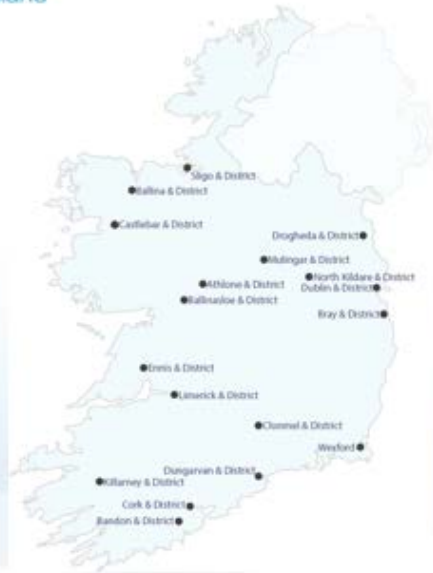 Sligo & District
Ballina & District
Castlebar & District
Drogheda & District
Mulingar & District
North Kildare & District
Athlone & District
Dublin & District
Ballinasloe & District
Bray & District
Ennis & District
Limerick & District
Clonmel & District
Wexford
Dungarvan & District
Killarney & District
Cork & District
Bandon & District